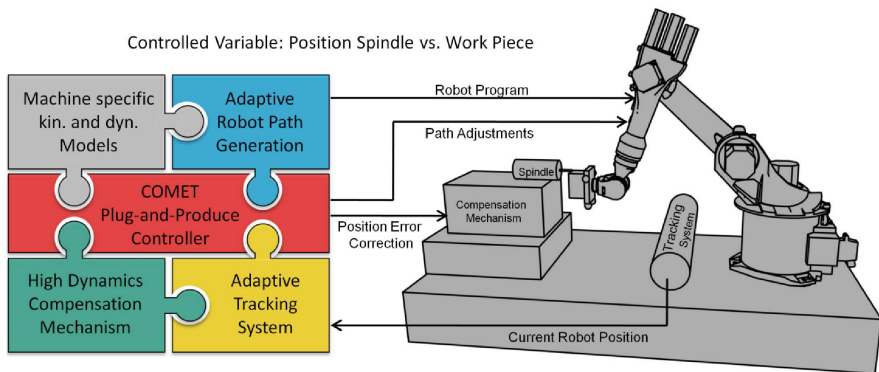 Controlled Variable: Position Spindle vs. Work Piece
Machine specific
kin. and dyn.
Models
Adaptive
Robot Path
Generation
COMET
Plug-and-Produce
Controller
High Dynamics
Compensation
Mechanism
Adaptive
Tracking
System
Robot Program
Path Adjustments
Position Error
Correction
Spindle
Compensation
Mechanism
Tracking
System
Current Robot Position